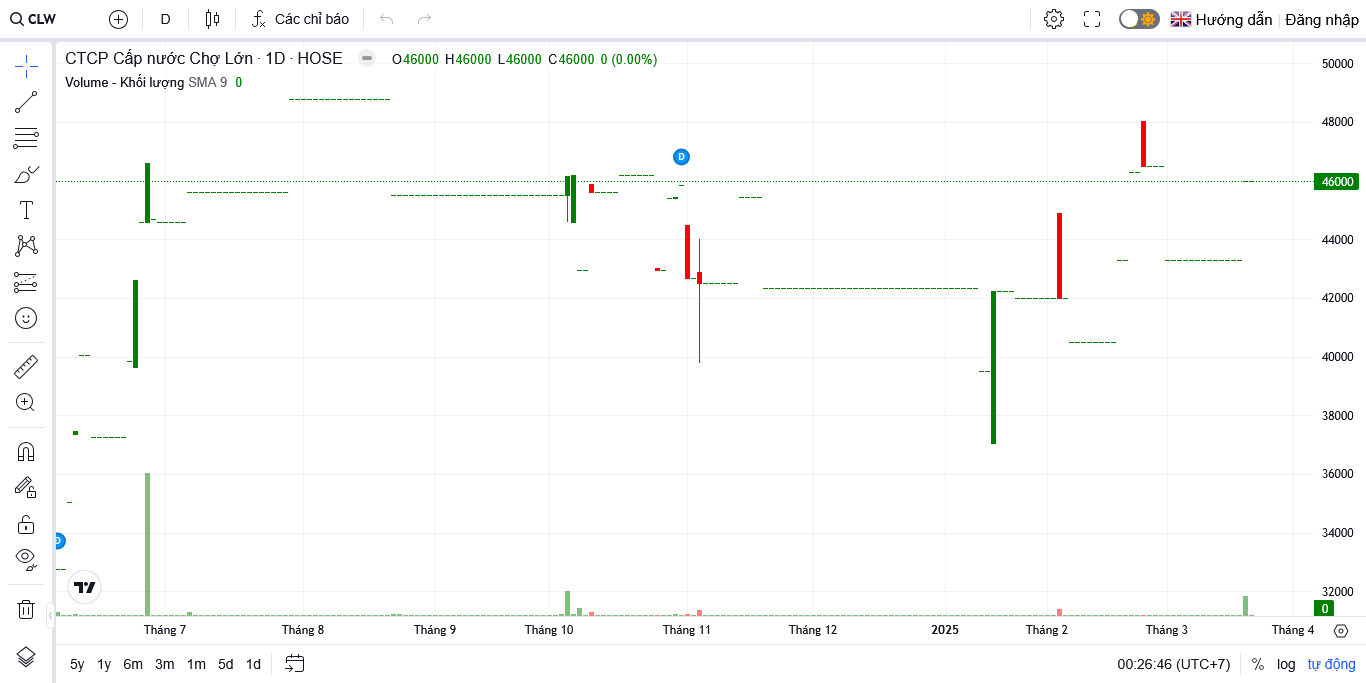 CLW D Các chỉ báo Hướng dẫn Đăng nhập
CTCP Cấp nước Chợ Lớn · 1D · HOSE O46000 H46000 L46000 C46000 0 (0.00%)
Volume - Khối lượng SMA 9 0
50000
48000
46000
44000
42000
40000
38000
36000
34000
32000
0
D
D
Tháng 7 Tháng 8 Tháng 9 Tháng 10 Tháng 11 Tháng 12 2025 Tháng 2 Tháng 3 Tháng 4
5y 1y 6m 3m 1m 5d 1d 00:26:46 (UTC+7) % log tự động